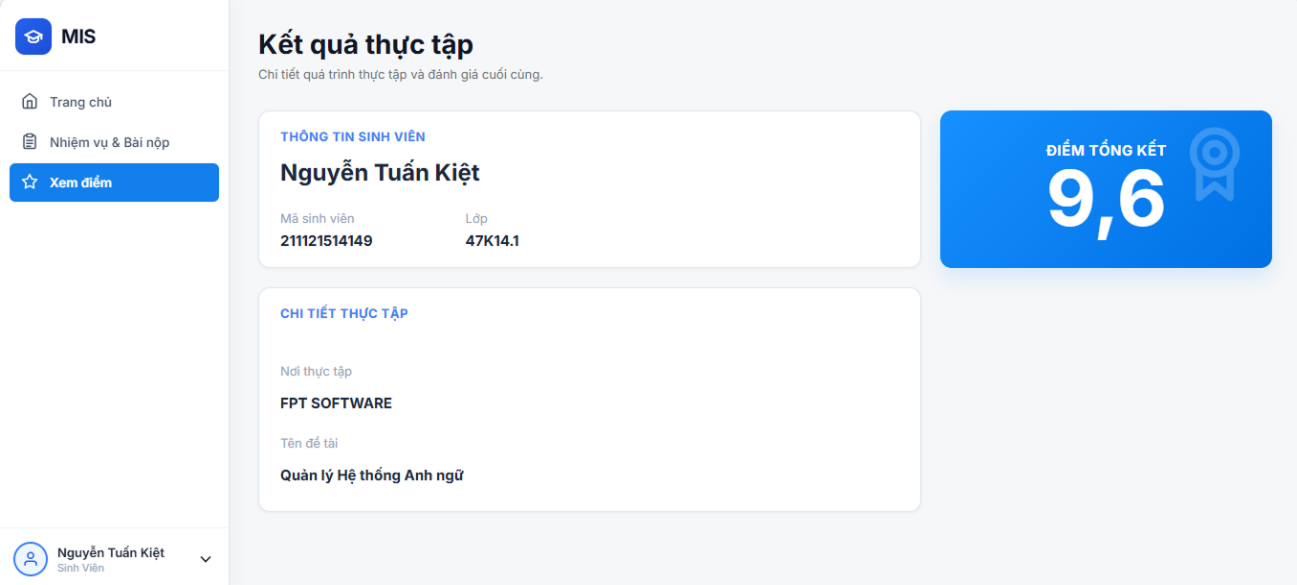 MIS
Trang chủ
Nhiệm vụ & Bài nộp
Xem điểm
Nguyễn Tuấn Kiệt
Sinh Viên
Kết quả thực tập
Chi tiết quá trình thực tập và đánh giá cuối cùng.
THÔNG TIN SINH VIÊN
Nguyễn Tuấn Kiệt
Mã sinh viên
211121514149
Lớp
47K14.1
ĐIỂM TỔNG KẾT
9,6
CHI TIẾT THỰC TẬP
Nơi thực tập
FPT SOFTWARE
Tên đề tài
Quản lý Hệ thống Anh ngữ